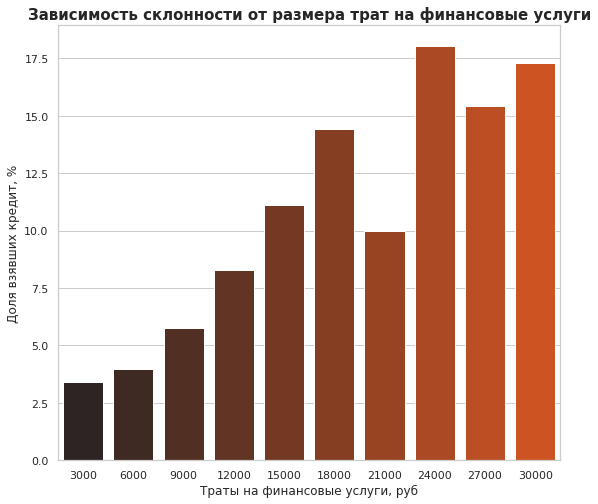 Зависимость склонности от размера трат на финансовые услуги
17.5
15.0
12.5
10.0
7.5
5.0
2.5
0.0
Доля взявших кредит, %
3000 6000 9000 12000 15000 18000 21000 24000 27000 30000
Траты на финансовые услуги, руб